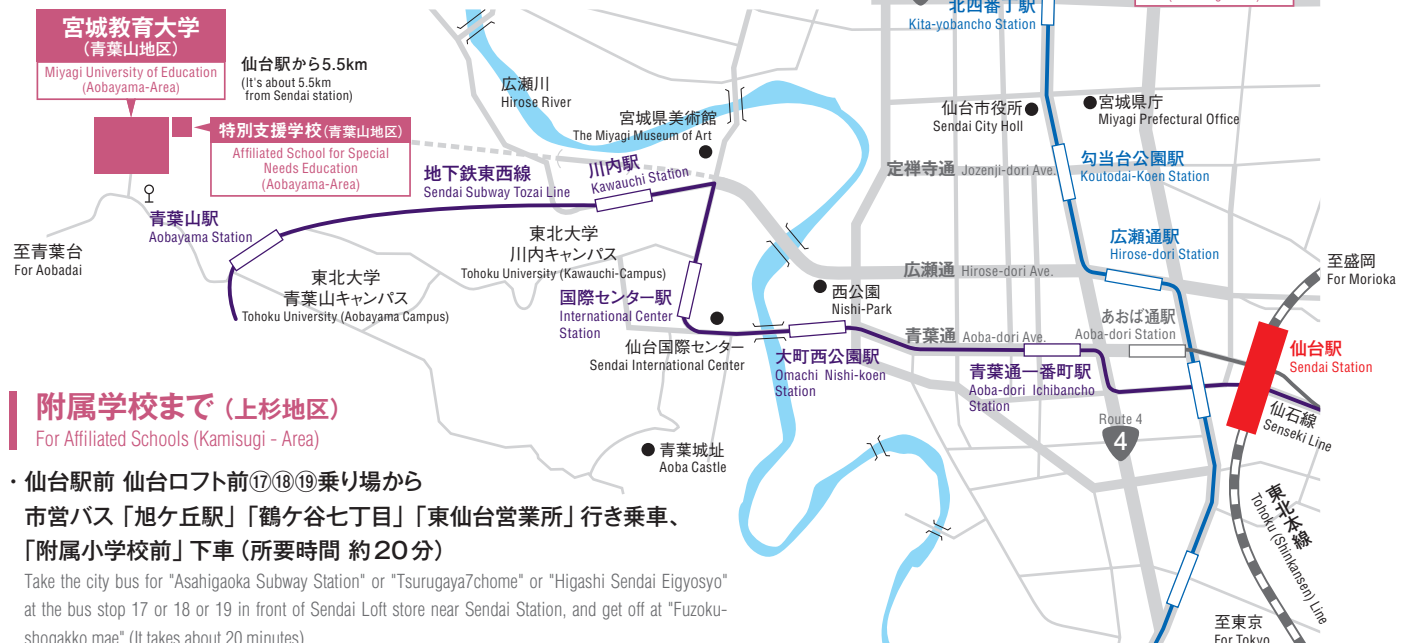 宮城教育大学
(青葉山地区)
Miyagi University of Education
(Aobayama-Area)
仙台駅から5.5km
(It's about 5.5km
from Sendai station)
特別支援学校(青葉山地区)
Affiliated School for Special
Needs Education
(Aobayama-Area)
北四番丁駅
Kita-yobancho Station
広瀬川
Hirose River
宮城県美術館
The Miyagi Museum of Art
仙台市役所
Sendai City Holl
宮城県庁
Miyagi Prefectural Office
地下鉄東西線
Sendai Subway Tozai Line
川内駅
Kawauchi Station
定禅寺通 Jozenji-dori Ave.
勾当台公園駅
Koutodai-Koen Station
青葉山駅
Aobayama Station
至青葉台
For Aobadai
東北大学
川内キャンパス
Tohoku University (Kawauchi-Campus)
東北大学
青葉山キャンパス
Tohoku University (Aobayama Campus)
広瀬通駅
Hirose-dori Station
広瀬通 Hirose-dori Ave.
至盛岡
For Morioka
国際センター駅
International Center
Station
西公園
Nishi-Park
あおば通駅
Aoba-dori Station
青葉通 Aoba-dori Ave.
仙台国際センター
Sendai International Center
大町西公園駅
Omachi Nishi-koen
Station
青葉通一番町駅
Aoba-dori Ichibancho
Station
仙台駅
Sendai Station
仙石線
Senseki Line
Route 4
4
青葉城址
Aoba Castle
東北本線
Tohoku (Shinkansen) Line
至東京
For Tokyo
附属学校まで（上杉地区）
For Affiliated Schools (Kamisugi - Area)
・仙台駅前 仙台ロフト前⑰⑱⑲乗り場から
市営バス「旭ケ丘駅」「鶴ケ谷七丁目」「東仙台営業所」行き乗車、
「附属小学校前」下車（所要時間 約20分）
Take the city bus for "Asahigaoka Subway Station" or "Tsurugaya7chome" or "Higashi Sendai Eigyosyo"
at the bus stop 17 or 18 or 19 in front of Sendai Loft store near Sendai Station, and get off at "Fuzoku-
shogakko mae" (It takes about 20 minutes)